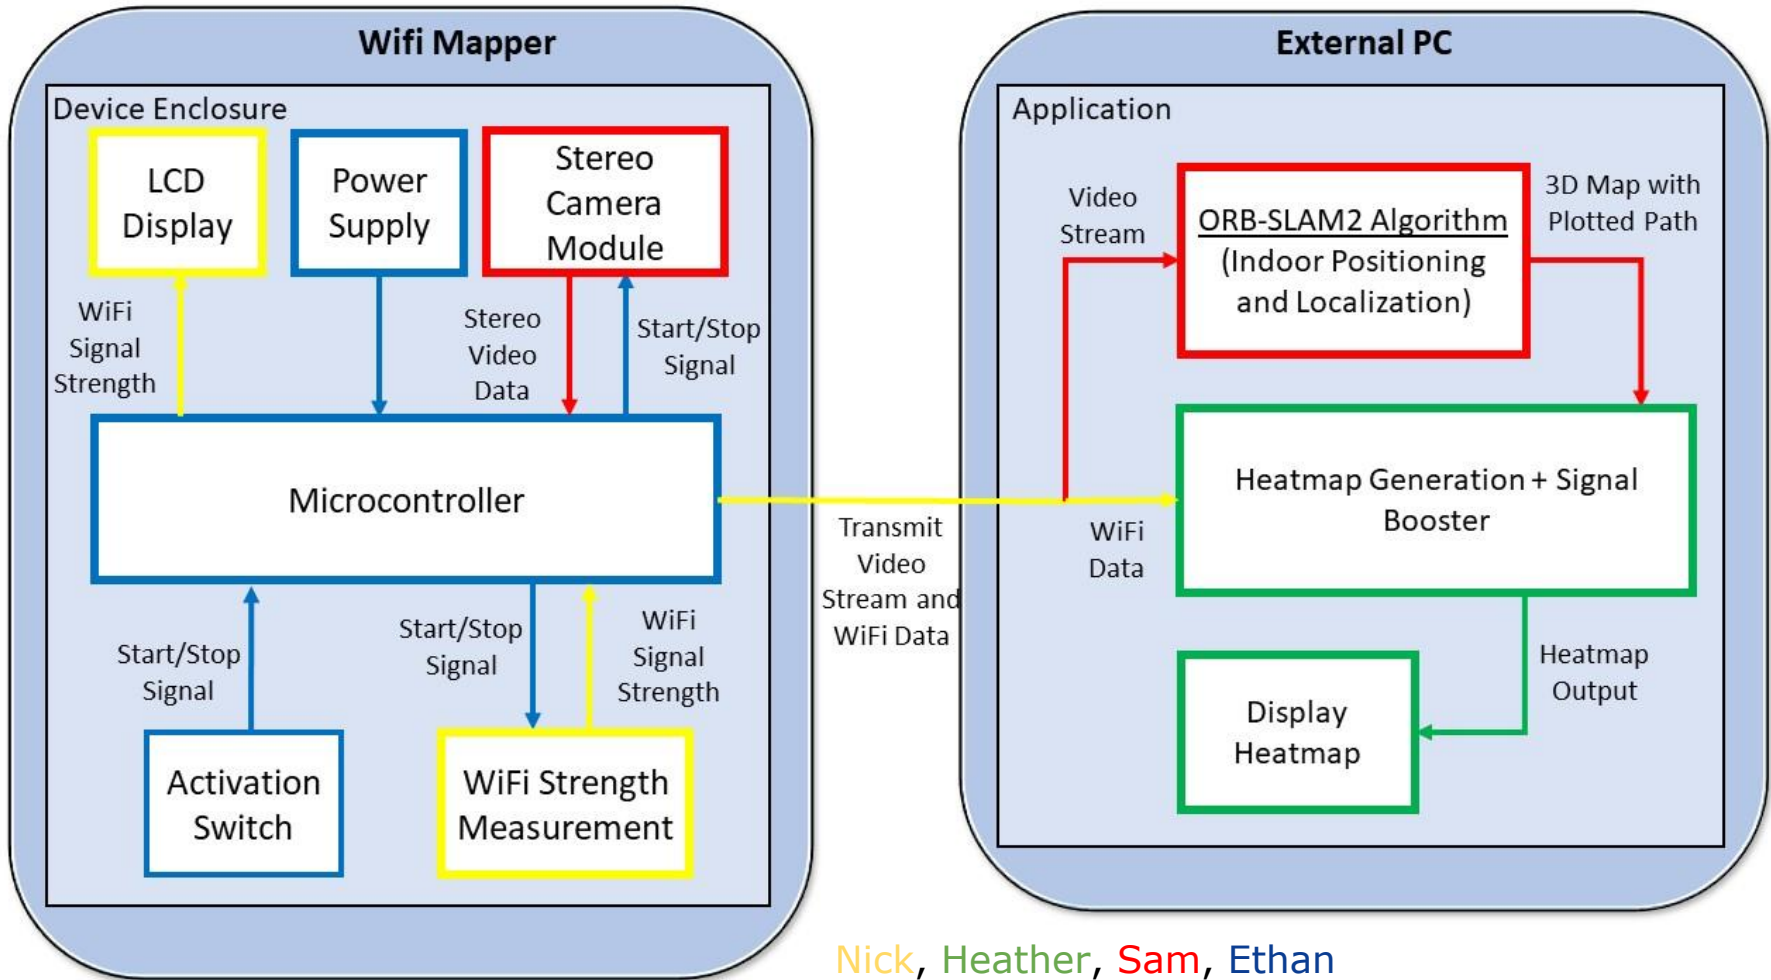 Wifi Mapper
Device Enclosure
LCD
Display
Power
Supply
Stereo
Camera
Module
WiFi
Signal
Strength
Stereo
Video
Data
Start/Stop
Signal
Microcontroller
Start/Stop
Signal
Start/Stop
Signal
WiFi
Signal
Strength
Activation
Switch
WiFi Strength
Measurement
Transmit
Video
Stream and
WiFi Data
External PC
Application
Video
Stream
ORB-SLAM2 Algorithm
(Indoor Positioning
and Localization)
3D Map with
Plotted Path
WiFi
Data
Heatmap Generation + Signal
Booster
Heatmap
Output
Display
Heatmap
Nick, Heather, Sam, Ethan